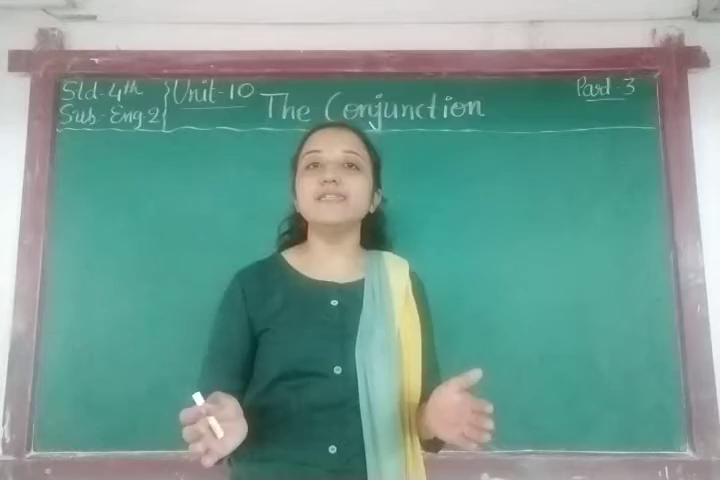 Std-4th
Sub-Eng-2
Unit-10
The Conjunction
Part-3